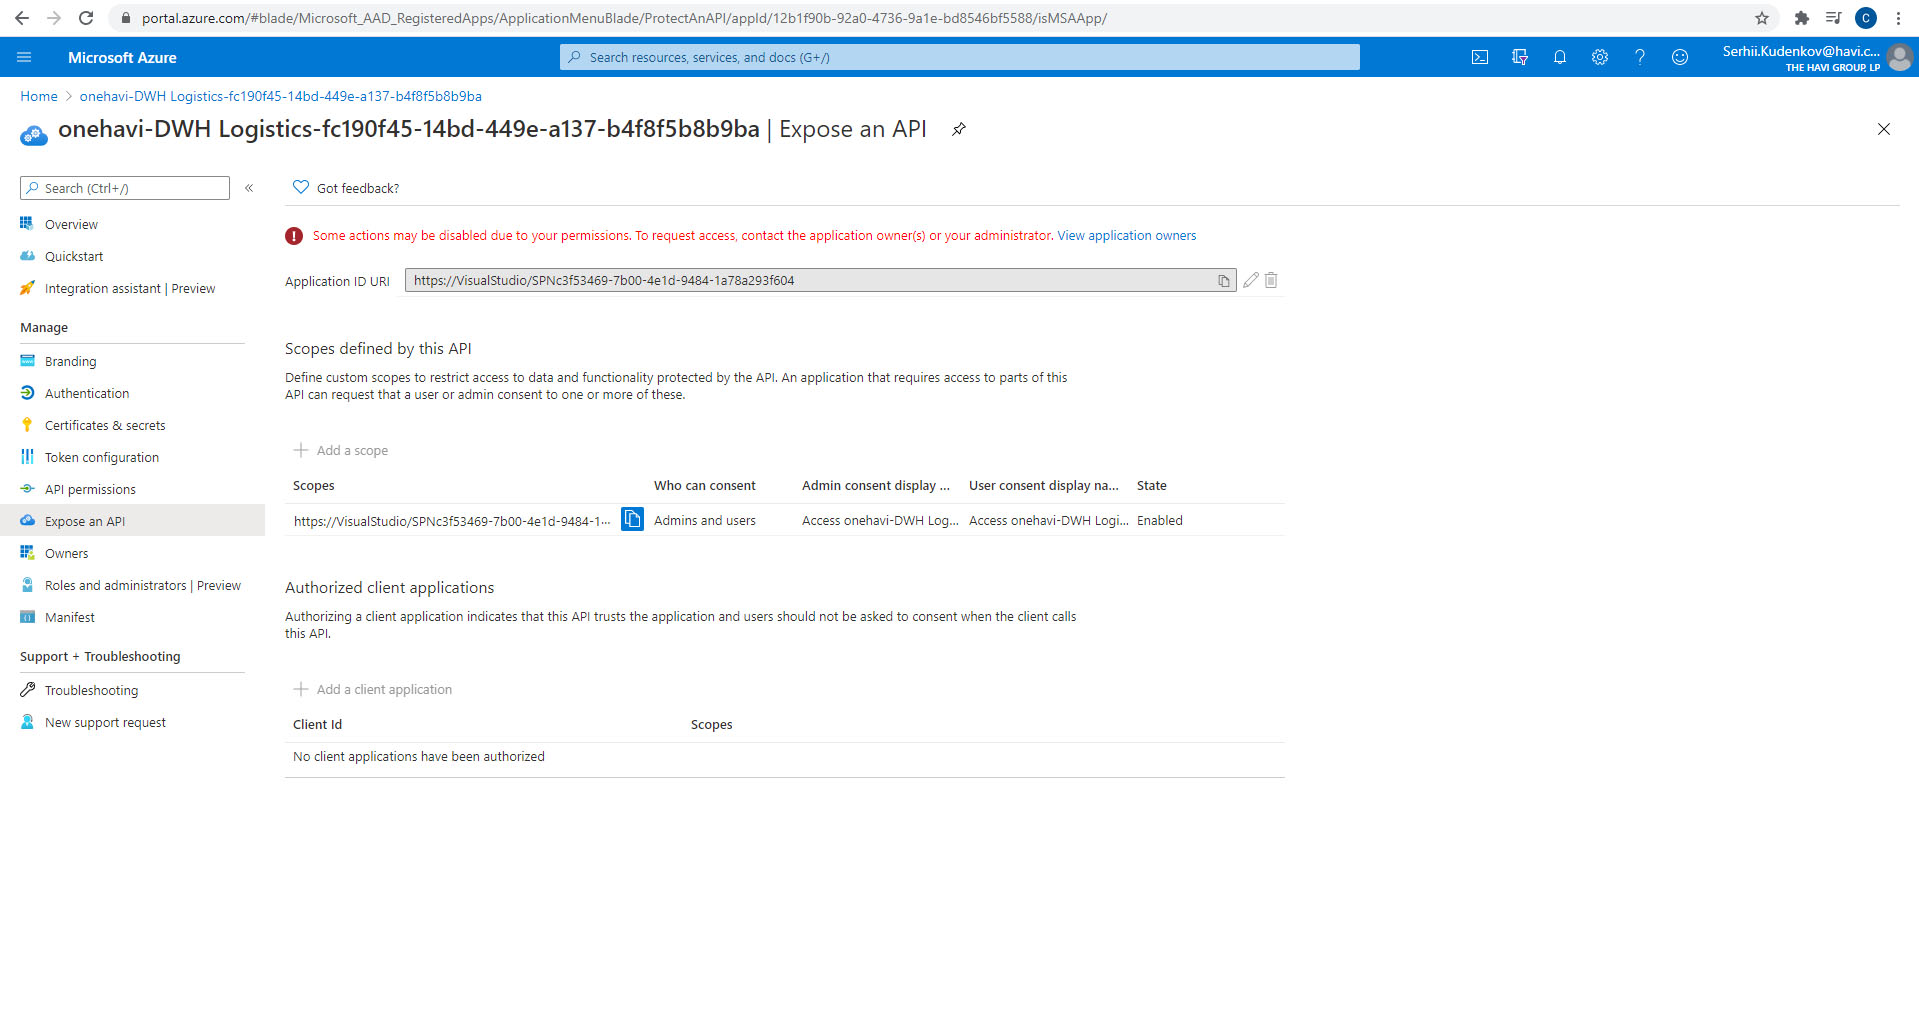 portal.azure.com/#blade/Microsoft_AAD_RegisteredApps/ApplicationMenuBlade/ProtectAnAPI/appId/12b1f90b-92a0-4736-9a1e-bd8546bf5588/isMSAApp/
C
Microsoft Azure
Search resources, services, and docs (G+/)
Serhii.Kudenkov@havi.c...
THE HAVI GROUP, LP
Home > onehavi-DWH Logistics-fc190f45-14bd-449e-a137-b4f8f5b8b9ba
onehavi-DWH Logistics-fc190f45-14bd-449e-a137-b4f8f5b8b9ba | Expose an API
Search (Ctrl+/)
«
Overview
Quickstart
Integration assistant | Preview
Manage
Branding
Authentication
Certificates & secrets
Token configuration
API permissions
Expose an API
Owners
Roles and administrators | Preview
Manifest
Support + Troubleshooting
Troubleshooting
New support request
Got feedback?
Some actions may be disabled due to your permissions. To request access, contact the application owner(s) or your administrator. View application owners
Application ID URI https://VisualStudio/SPNc3f53469-7b00-4e1d-9484-1a78a293f604
Scopes defined by this API
Define custom scopes to restrict access to data and functionality protected by the API. An application that requires access to parts of this
API can request that a user or admin consent to one or more of these.
Add a scope
Scopes Who can consent Admin consent display ... User consent display na... State
https://VisualStudio/SPNc3f53469-7b00-4e1d-9484-1... Admins and users Access onehavi-DWH Log... Access onehavi-DWH Logi... Enabled
Authorized client applications
Authorizing a client application indicates that this API trusts the application and users should not be asked to consent when the client calls
this API.
Add a client application
Client Id Scopes
No client applications have been authorized